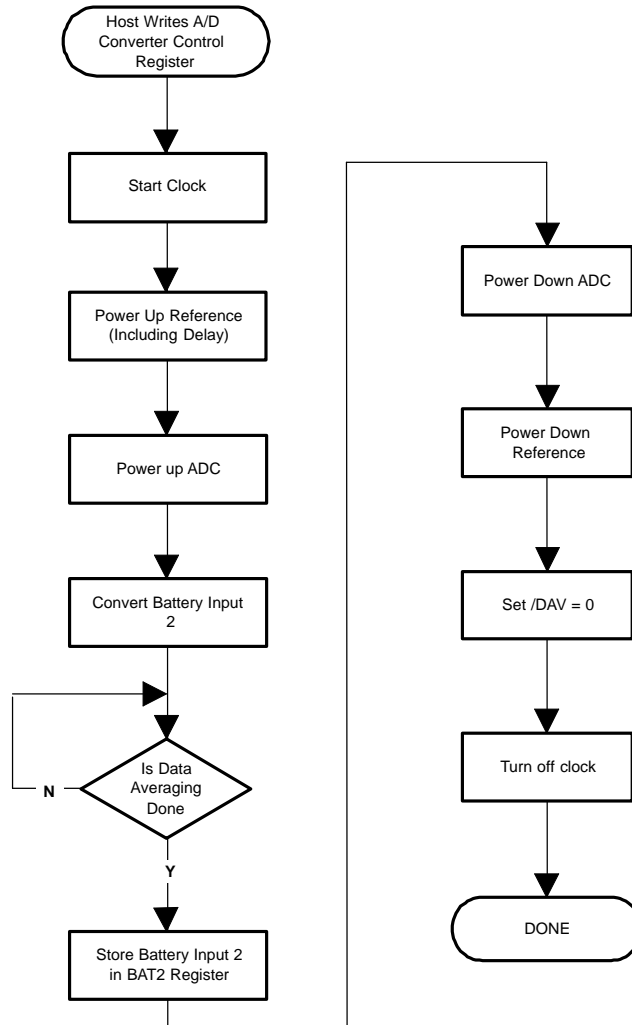 Host Writes A/D
Converter Control
Register
Start Clock
Power Up Reference
(Including Delay)
Power up ADC
Convert Battery Input
2
Is Data
Averaging
Done
N
Y
Store Battery Input 2
in BAT2 Register
Power Down ADC
Power Down
Reference
Set /DAV = 0
Turn off clock
DONE